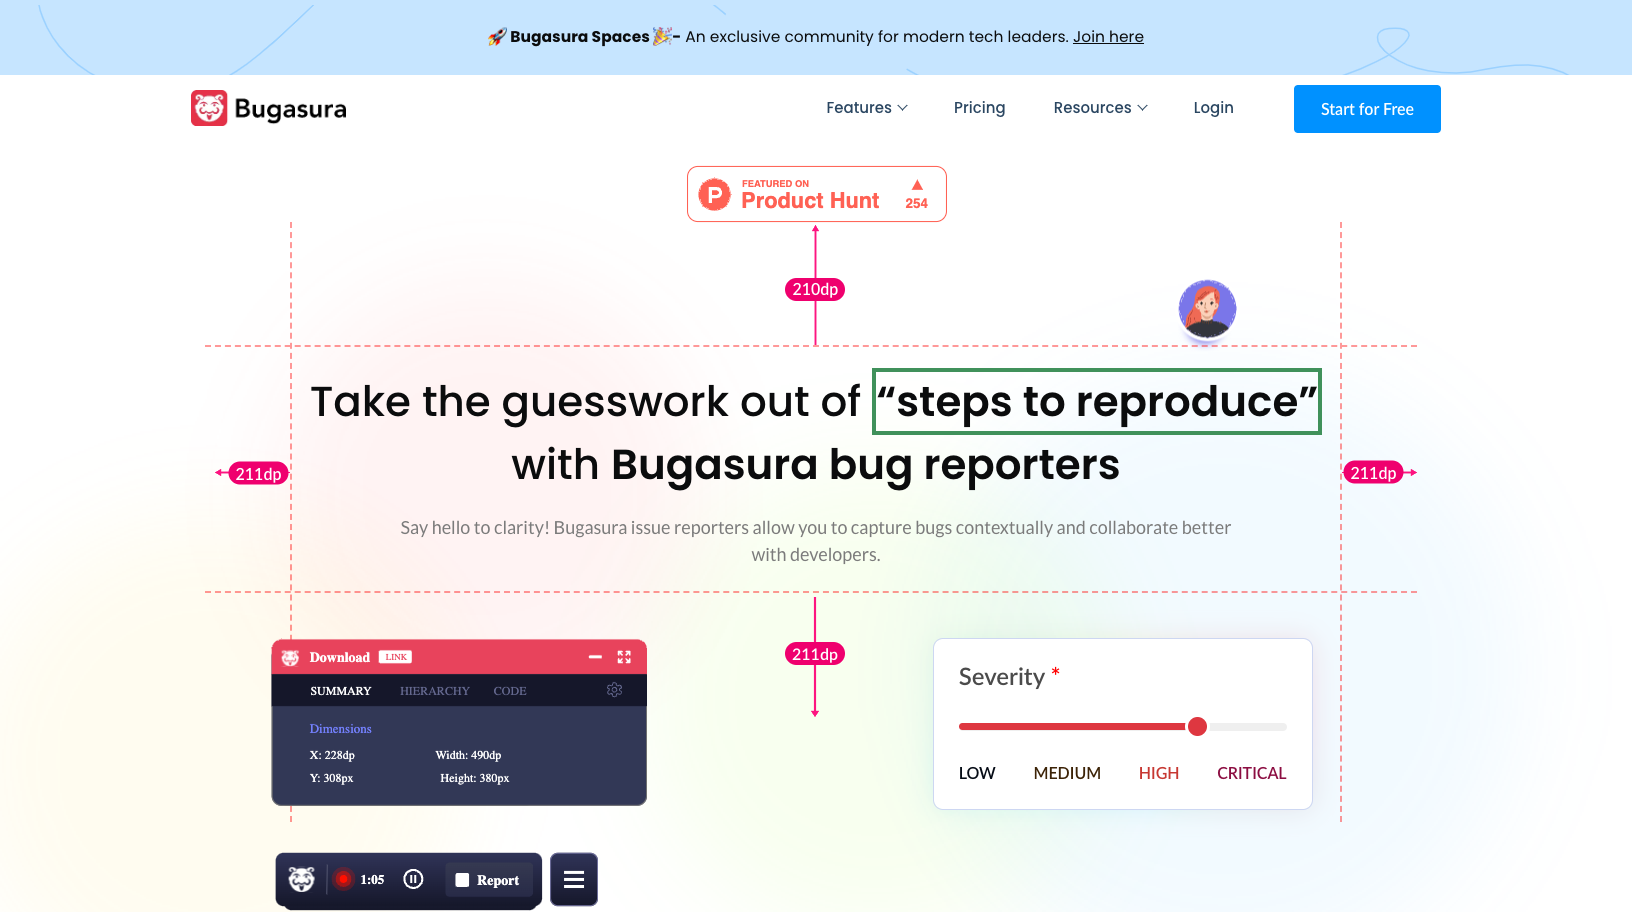 🚀 Bugasura Spaces 🎉- An exclusive community for modern tech leaders. Join here
Bugasura
Features
Pricing
Resources
Login
Start for Free
FEATURED ON
Product Hunt
254
210dp
Take the guesswork out of “steps to reproduce”
with Bugasura bug reporters
211dp
211dp
Say hello to clarity! Bugasura issue reporters allow you to capture bugs contextually and collaborate better
with developers.
211dp
Download LINK
SUMMARY HIERARCHY CODE
Dimensions
X: 228dp Width: 490dp
Y: 308px Height: 380px
Severity *
LOW MEDIUM HIGH CRITICAL
1:05 Report